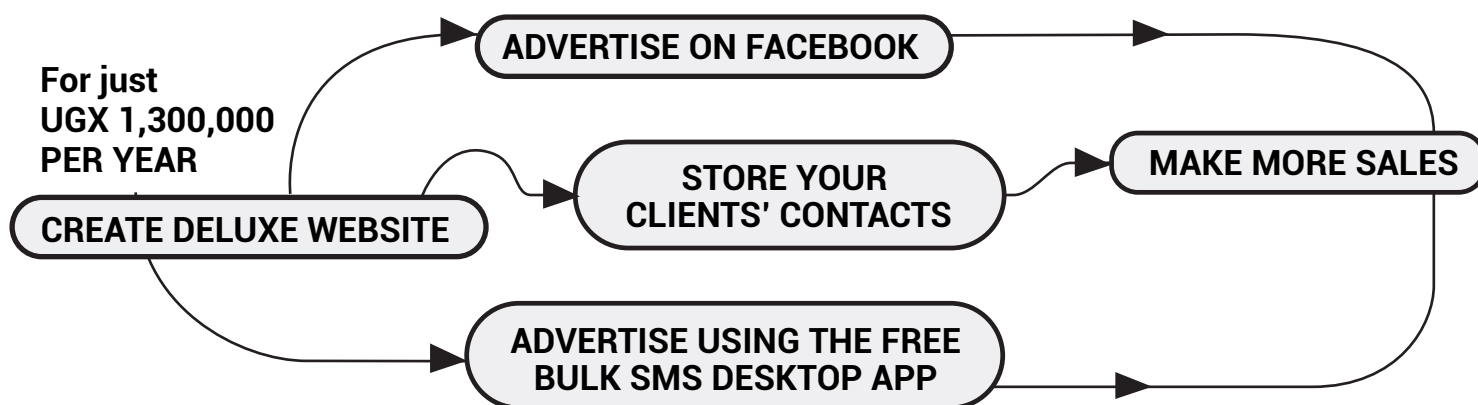 For just
UGX 1,300,000
PER YEAR
CREATE DELUXE WEBSITE
ADVERTISE ON FACEBOOK
STORE YOUR
CLIENTS’ CONTACTS
ADVERTISE USING THE FREE
BULK SMS DESKTOP APP
MAKE MORE SALES